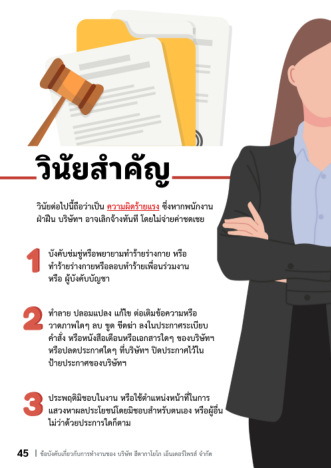 วินัยสำคัญ
วินัยต่อไปนี้ถือว่าเป็น ความผิดร้ายแรง ซึ่งหากพนักงาน
ฝ่าฝืน บริษัทฯ อาจเลิกจ้างทันที โดยไม่จ่ายค่าชดเชย
1 บังคับข่มขู่หรือพยายามทำร้ายร่างกาย หรือ
ทำร้ายร่างกายหรือลอบทำร้ายเพื่อนร่วมงาน
หรือ ผู้บังคับบัญชา
2 ทำลาย ปลอมแปลง แก้ไข ต่อเติมข้อความหรือ
วาดภาพใดๆ ลบ ขูด ขีดฆ่า ลงในประกาศระเบียบ
คำสั่ง หรือหนังสือเตือนหรือเอกสารใดๆ ของบริษัทฯ
หรือปลดประกาศใดๆ ที่บริษัทฯ ปิดประกาศไว้ใน
ป้ายประกาศของบริษัทฯ
3 ประพฤติมิชอบในงาน หรือใช้ตำแหน่งหน้าที่ในการ
แสวงหาผลประโยชน์โดยมิชอบสำหรับตนเอง หรือผู้อื่น
ไม่ว่าด้วยประการใดก็ตาม
45 | ข้อบังคับเกี่ยวกับการทำงานของ บริษัท สีดวกาโยโก เอ็นเตอร์ไพรส์ จำกัด